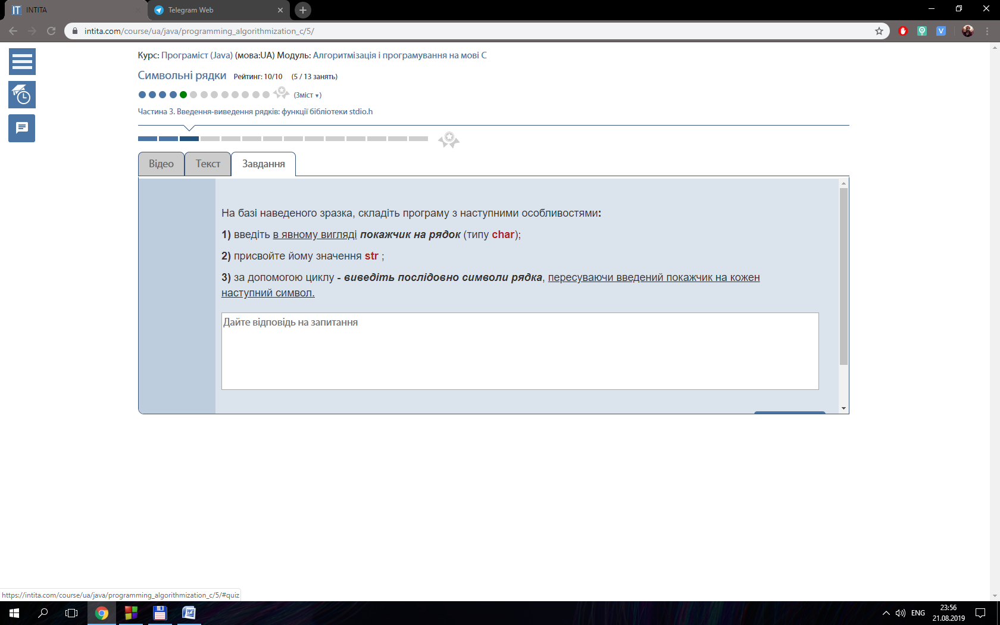 INTITA
Telegram Web
intita.com/course/ua/java/programming_algorithmization_c/5/
Курс: Програміст (Java) (мова:UA) Модуль: Алгоритмізація і програмування на мові С
Символьні рядки Рейтинг: 10/10 (5 / 13 занять)
(Зміст ▾)
Частина 3. Введення-виведення рядків: функції бібліотеки stdio.h
Відео Текст Завдання
На базі наведеного зразка, складіть програму з наступними особливостями:
1) введіть в явному вигляді покажчик на рядок (типу char);
2) присвойте йому значення str ;
3) за допомогою циклу - виведіть послідовно символи рядка, пересуваючи введений покажчик на кожен
наступний символ.
Дайте відповідь на запитання
https://intita.com/course/ua/java/programming_algorithmization_c/5/#quiz
ENG
23:56
21.08.2019